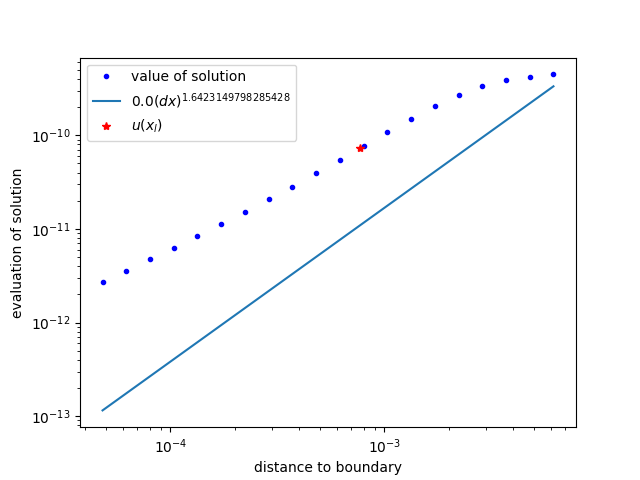 value of solution
0.0(dx)^1.6423149798285428
u(x_l)
10^-10
10^-11
10^-12
10^-13
evaluation of solution
10^-4
10^-3
distance to boundary